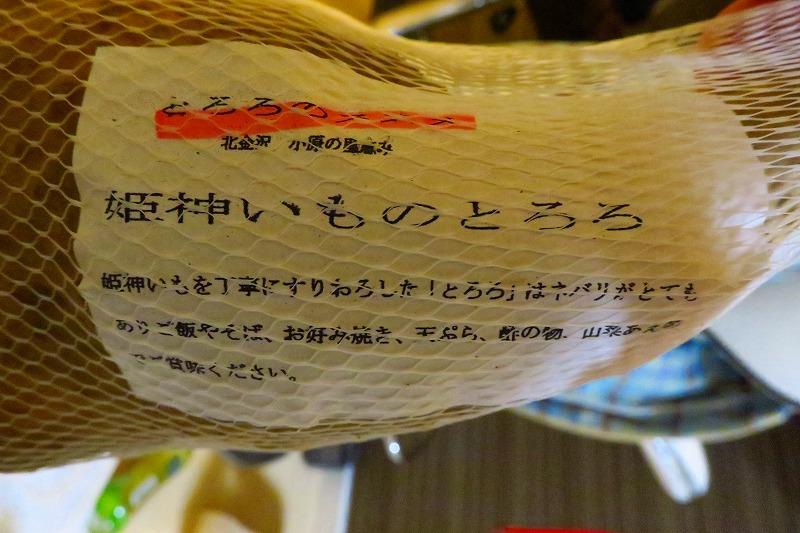 とろろの
北金沢 小原の
姫神いものとろろ
姫神いもを丁寧にすりおろした「とろろ」はネバリがとても
あり、ご飯やそば、お好み焼き、天ぷら、酢の物、山菜あえ
ご賞味ください。